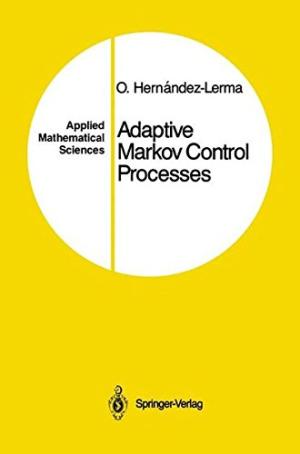 O. Hernández-Lerma
Applied
Mathematical
Sciences
Adaptive
Markov Control
Processes
Springer-Verlag